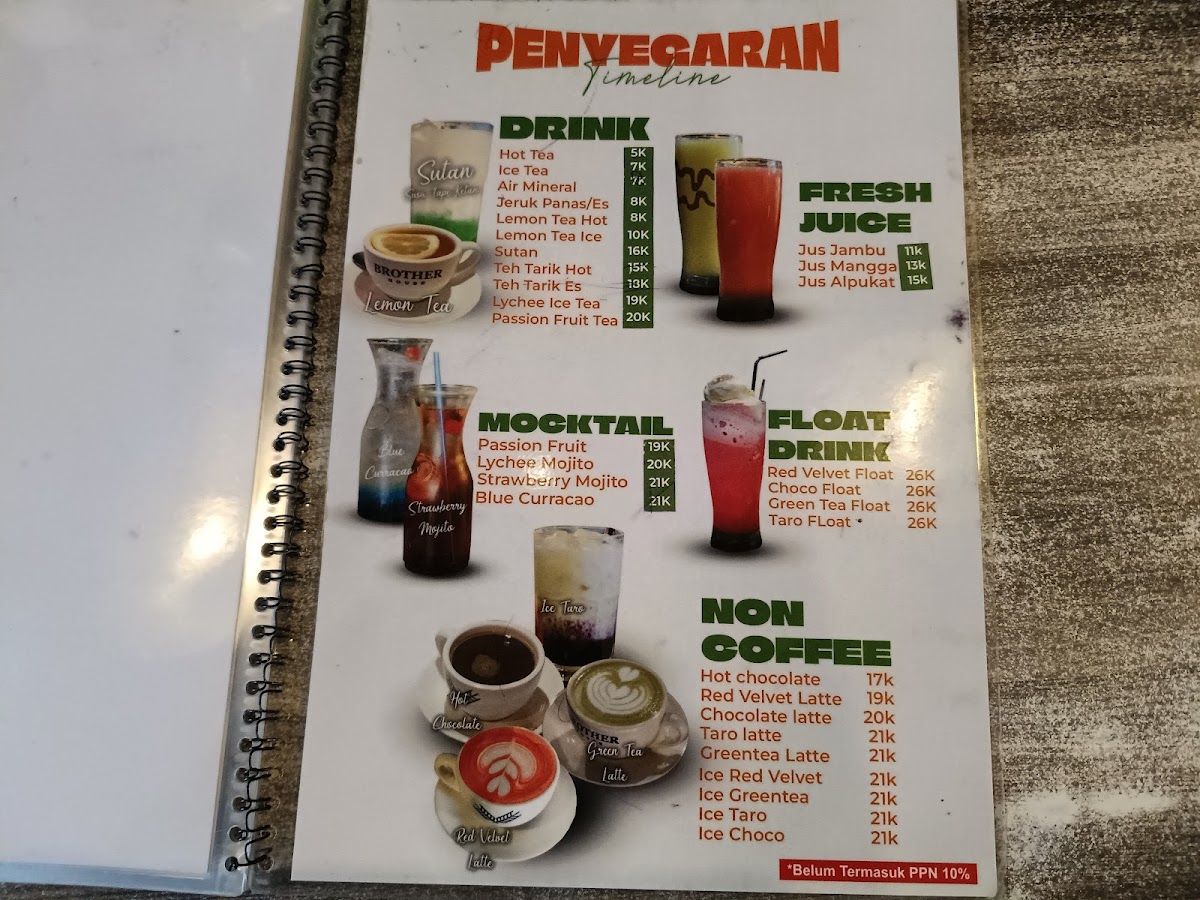 PENYEGARAN
Timeline
DRINK
Hot Tea 5K
Ice Tea 7K
Air Mineral 7K
Jeruk Panas/Es 8K
Lemon Tea Hot 8K
Lemon Tea Ice 10K
Sutan 16K
Teh Tarik Hot 15K
Teh Tarik Es 18K
Lychee Ice Tea 19K
Passion Fruit Tea 20K
Sutan
Susu Tape Ketan
BROTHER
HOUSE
Lemon Tea
FRESH
JUICE
Jus Jambu 11k
Jus Mangga 13k
Jus Alpukat 15k
MOCKTAIL
Passion Fruit 19K
Lychee Mojito 20K
Strawberry Mojito 21K
Blue Curracao 21K
Blue
Curracao
Strawberry
Mojito
FLOAT
DRINK
Red Velvet Float 26K
Choco Float 26K
Green Tea Float 26K
Taro FLoat 26K
Ice Taro
Hot
Chocolate
BROTHER
Green Tea
Latte
Red Velvet
Latte
NON
COFFEE
Hot chocolate 17k
Red Velvet Latte 19k
Chocolate latte 20k
Taro latte 21k
Greentea Latte 21k
Ice Red Velvet 21k
Ice Greentea 21k
Ice Taro 21k
Ice Choco 21k
*Belum Termasuk PPN 10%